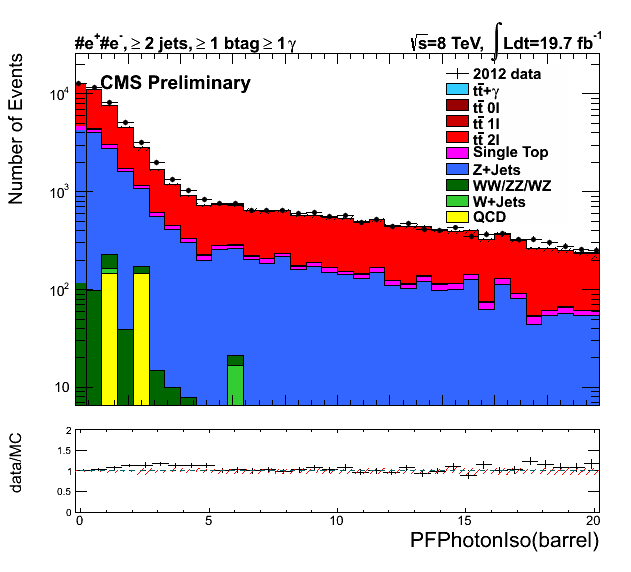 #e⁺#e⁻, ≥ 2 jets, ≥ 1 btag ≥ 1 γ
√s=8 TeV, ∫ Ldt=19.7 fb⁻¹
CMS Preliminary
Number of Events
10⁴
10³
10²
10
2012 data
tt̄+γ
tt̄ 0l
tt̄ 1l
tt̄ 2l
Single Top
Z+Jets
WW/ZZ/WZ
W+Jets
QCD
data/MC
2
1.5
1
0.5
0
0 5 10 15 20
PFPhotonIso(barrel)